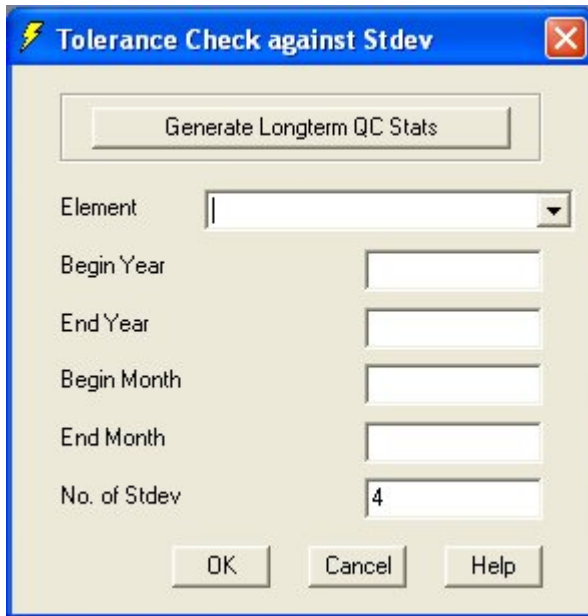 Tolerance Check against Stdev
Generate Longterm QC Stats
Element
Begin Year
End Year
Begin Month
End Month
No. of Stdev 4
OK Cancel Help